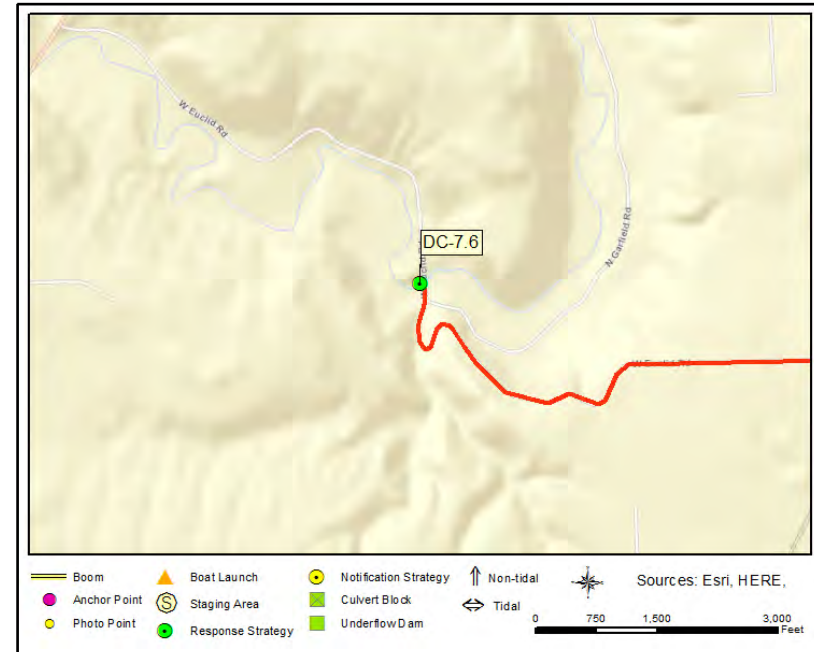 W Euclid Rd
DC-7.6
N Garfield Rd
W Euclid Rd
Boom
Anchor Point
Photo Point
Boat Launch
S Staging Area
Response Strategy
Notification Strategy
Culvert Block
Underflow Dam
Non-tidal
Tidal
Sources: Esri, HERE,
0 750 1,500 3,000
Feet